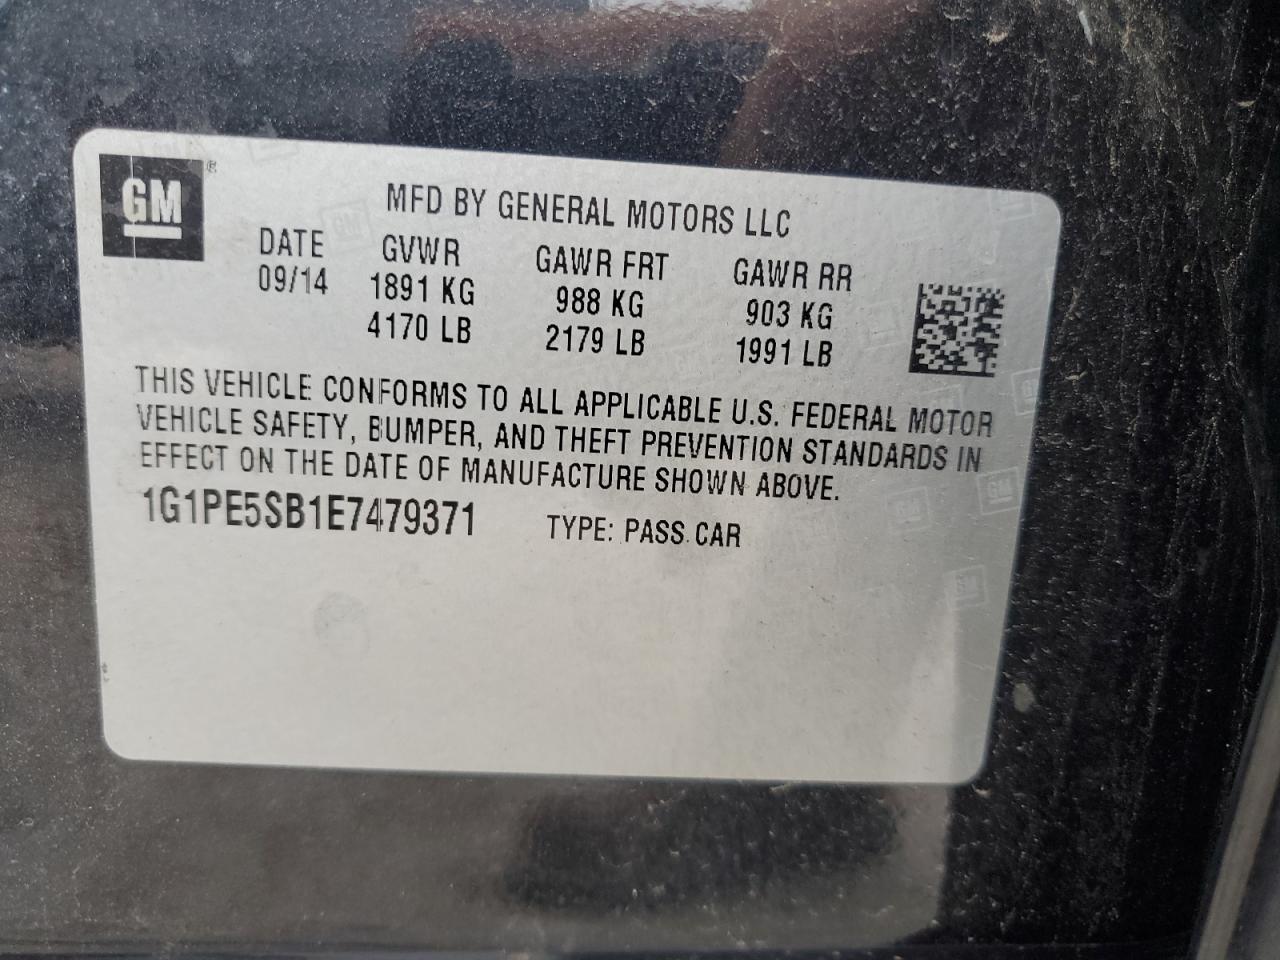 GM ®
MFD BY GENERAL MOTORS LLC
DATE GVWR GAWR FRT GAWR RR
09/14 1891 KG 988 KG 903 KG
4170 LB 2179 LB 1991 LB
THIS VEHICLE CONFORMS TO ALL APPLICABLE U.S. FEDERAL MOTOR
VEHICLE SAFETY, BUMPER, AND THEFT PREVENTION STANDARDS IN
EFFECT ON THE DATE OF MANUFACTURE SHOWN ABOVE.
1G1PE5SB1E7479371 TYPE: PASS. CAR